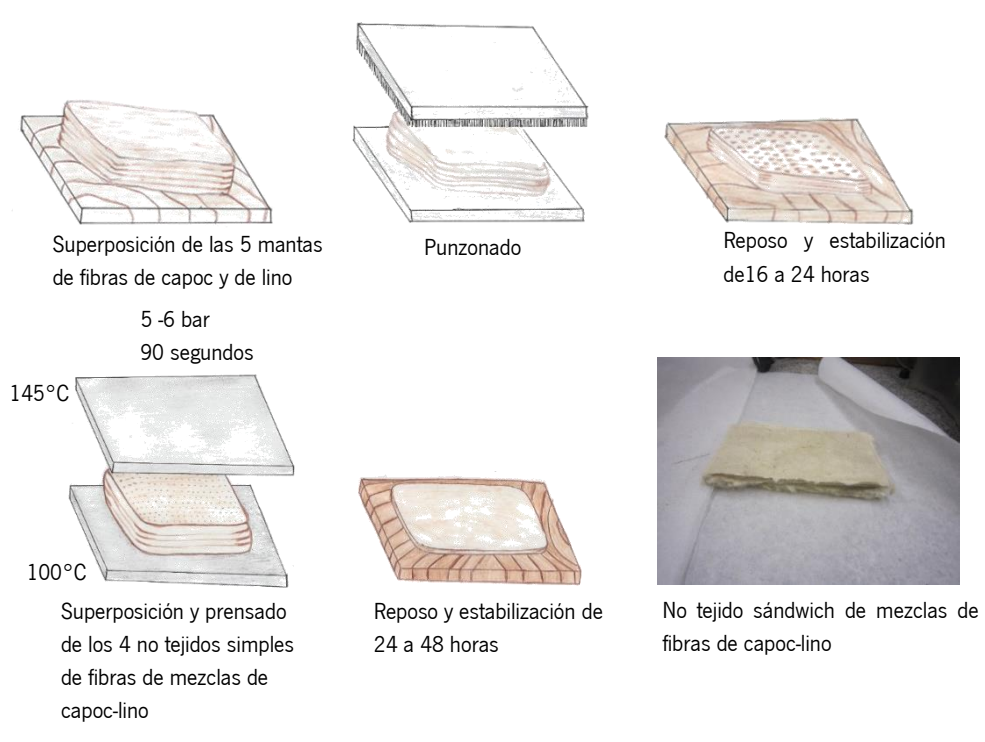 Superposición de las 5 mantas
de fibras de capoc y de lino
Punzonado
Reposo y estabilización
de16 a 24 horas
5 -6 bar
90 segundos
145°C
100°C
Superposición y prensado
de los 4 no tejidos simples
de fibras de mezclas de
capoc-lino
Reposo y estabilización de
24 a 48 horas
No tejido sándwich de mezclas de
fibras de capoc-lino